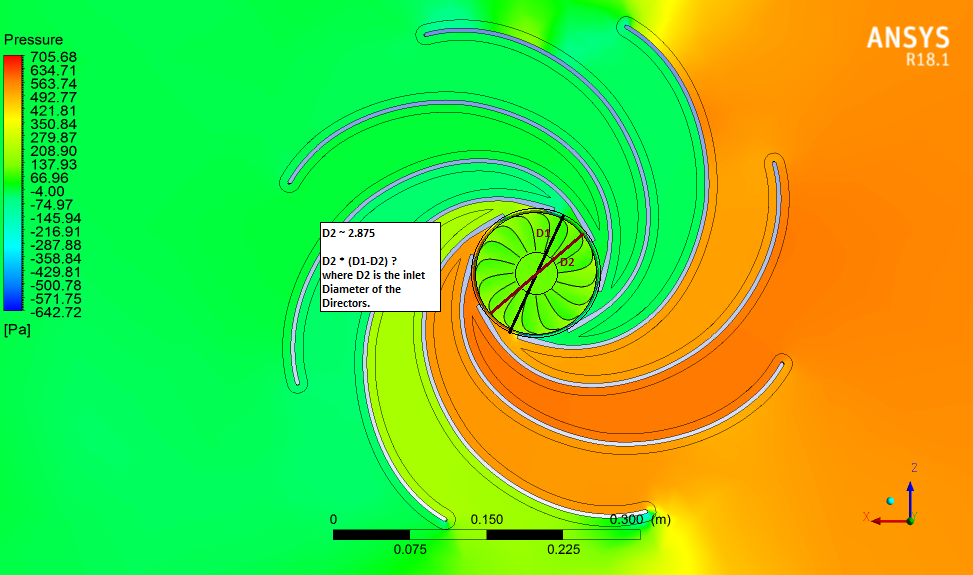 ANSYS
R18.1
Pressure
705.68
634.71
563.74
492.77
421.81
350.84
279.87
208.90
137.93
66.96
-4.00
-74.97
-145.94
-216.91
-287.88
-358.84
-429.81
-500.78
-571.75
-642.72
[Pa]
D2 ~ 2.875
D2 * (D1-D2) ?
where D2 is the inlet
Diameter of the
Directors.
D1
D2
0 0.150 0.300 (m)
0.075 0.225
Z
X
Y